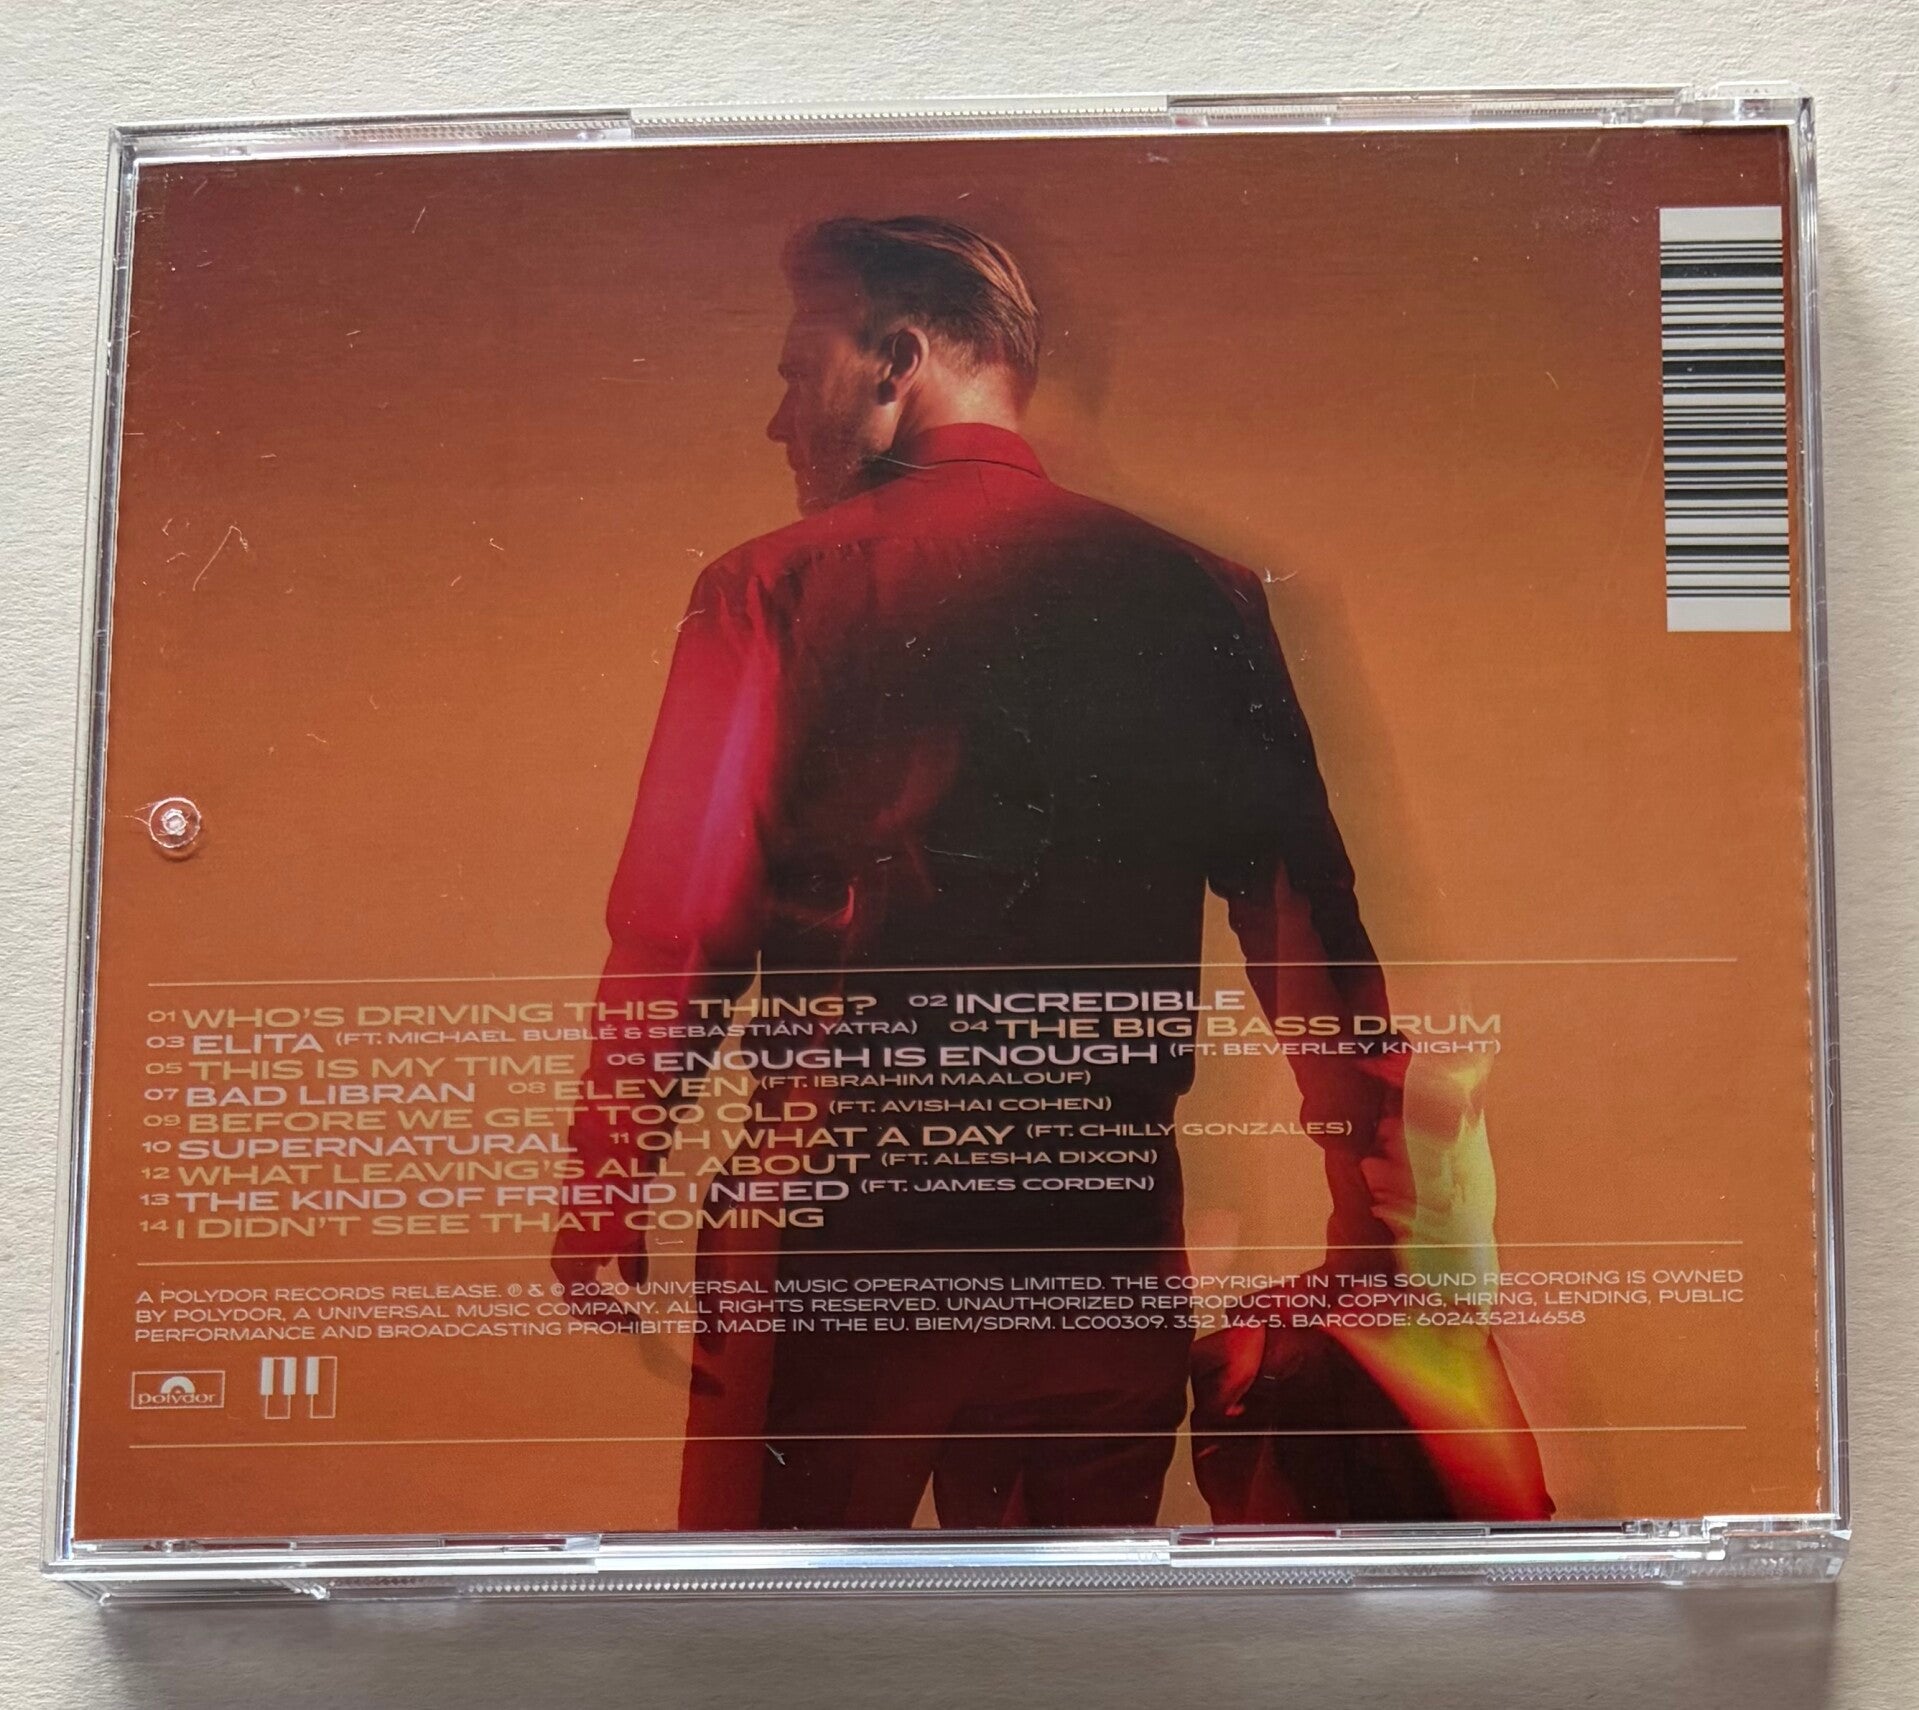 01 WHO'S DRIVING THIS THING? 02 INCREDIBLE
03 ELITA (FT. MICHAEL BUBLÉ & SEBASTIÁN YATRA) 04 THE BIG BASS DRUM
05 THIS IS MY TIME 06 ENOUGH IS ENOUGH (FT. BEVERLEY KNIGHT)
07 BAD LIBRAN 08 ELEVEN (FT. IBRAHIM MAALOUF)
09 BEFORE WE GET TOO OLD (FT. AVISHAI COHEN)
10 SUPERNATURAL 11 OH WHAT A DAY (FT. CHILLY GONZALES)
12 WHAT LEAVING'S ALL ABOUT (FT. ALESHA DIXON)
13 THE KIND OF FRIEND I NEED (FT. JAMES CORDEN)
14 I DIDN'T SEE THAT COMING
A POLYDOR RECORDS RELEASE. ℗ & © 2020 UNIVERSAL MUSIC OPERATIONS LIMITED. THE COPYRIGHT IN THIS SOUND RECORDING IS OWNED
BY POLYDOR, A UNIVERSAL MUSIC COMPANY. ALL RIGHTS RESERVED. UNAUTHORIZED REPRODUCTION, COPYING, HIRING, LENDING, PUBLIC
PERFORMANCE AND BROADCASTING PROHIBITED. MADE IN THE EU. BIEM/SDRM. LC00309. 352 146-5. BARCODE: 602435214658
polydor